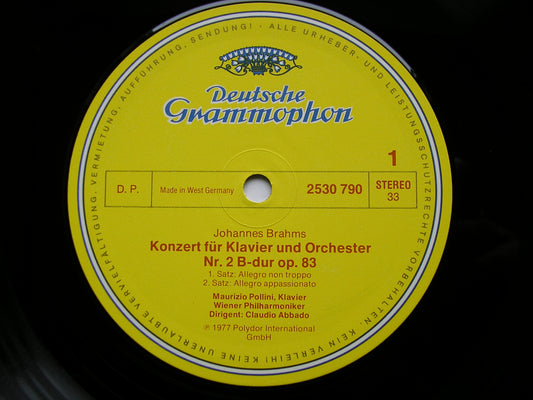 ALLE URHEBER- UND LEISTUNGSSCHUTZRECHTE VORBEHALTEN. KEIN VERLEIH! KEINE UNERLAUBTE VERVIELFÄLTIGUNG, VERMIETUNG, AUFFÜHRUNG, SENDUNG!
Deutsche
Grammophon
1
D. P.
Made in West Germany
2530 790
STEREO
33
Johannes Brahms
Konzert für Klavier und Orchester
Nr. 2 B-dur op. 83
1. Satz: Allegro non troppo
2. Satz: Allegro appassionato
Maurizio Pollini, Klavier
Wiener Philharmoniker
Dirigent: Claudio Abbado
℗ 1977 Polydor International
GmbH